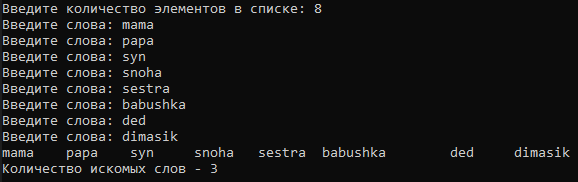 Введите количество элементов в списке: 8
Введите слова: mama
Введите слова: papa
Введите слова: syn
Введите слова: snoha
Введите слова: sestra
Введите слова: babushka
Введите слова: ded
Введите слова: dimasik
mama    papa    syn     snoha   sestra  babushka        ded     dimasik
Количество искомых слов - 3